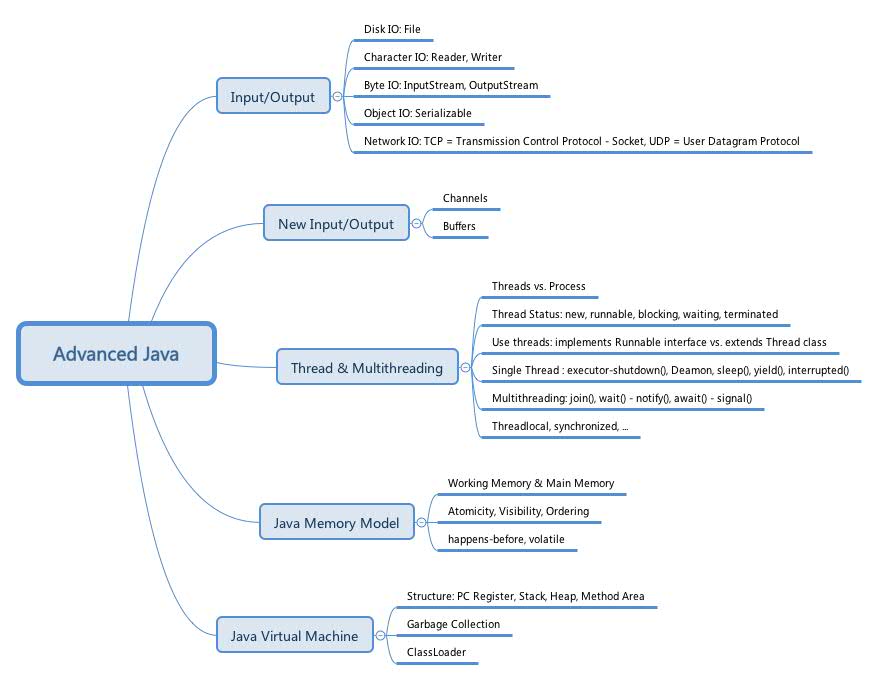 Advanced Java
Input/Output
Disk IO: File
Character IO: Reader, Writer
Byte IO: InputStream, OutputStream
Object IO: Serializable
Network IO: TCP = Transmission Control Protocol - Socket, UDP = User Datagram Protocol
New Input/Output
Channels
Buffers
Thread & Multithreading
Threads vs. Process
Thread Status: new, runnable, blocking, waiting, terminated
Use threads: implements Runnable interface vs. extends Thread class
Single Thread : executor-shutdown(), Deamon, sleep(), yield(), interrupted()
Multithreading: join(), wait() - notify(), await() - signal()
Threadlocal, synchronized, ...
Java Memory Model
Working Memory & Main Memory
Atomicity, Visibility, Ordering
happens-before, volatile
Java Virtual Machine
Structure: PC Register, Stack, Heap, Method Area
Garbage Collection
ClassLoader